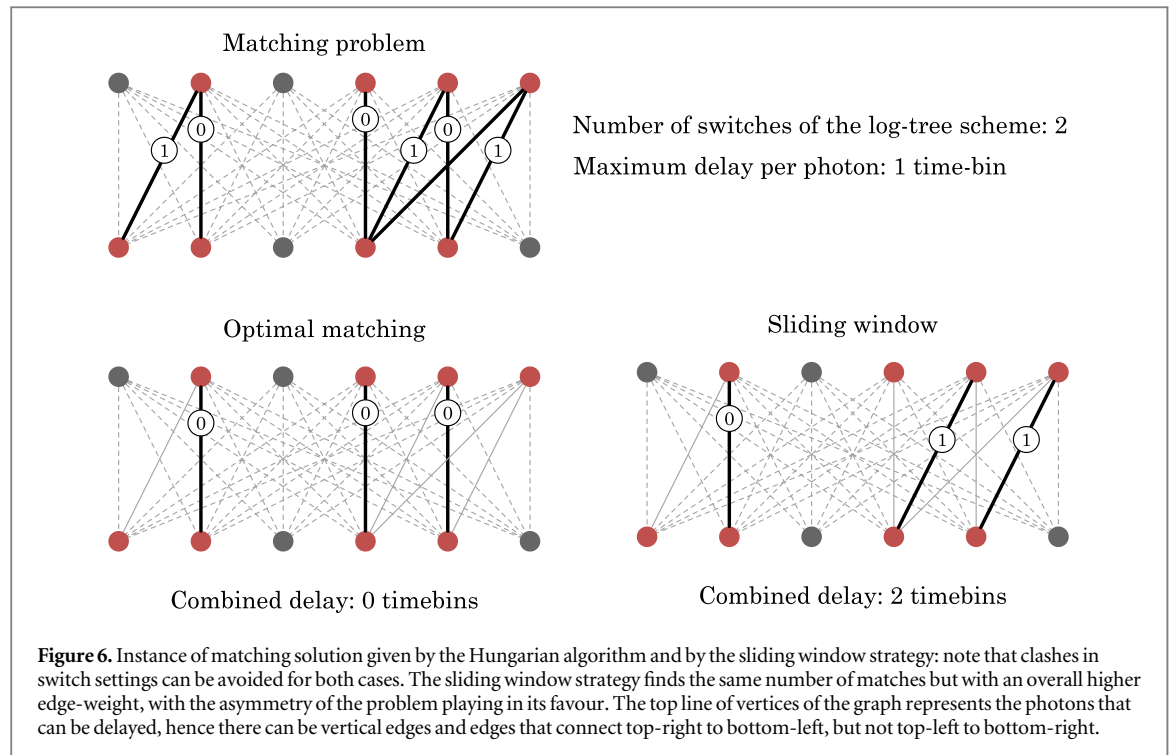 Matching problem
1
0
0
1
0
1
Number of switches of the log-tree scheme: 2
Maximum delay per photon: 1 time-bin
Optimal matching
0
0
0
Combined delay: 0 timebins
Sliding window
0
1
1
Combined delay: 2 timebins
Figure 6. Instance of matching solution given by the Hungarian algorithm and by the sliding window strategy: note that clashes in
switch settings can be avoided for both cases. The sliding window strategy finds the same number of matches but with an overall higher
edge-weight, with the asymmetry of the problem playing in its favour. The top line of vertices of the graph represents the photons that
can be delayed, hence there can be vertical edges and edges that connect top-right to bottom-left, but not top-left to bottom-right.